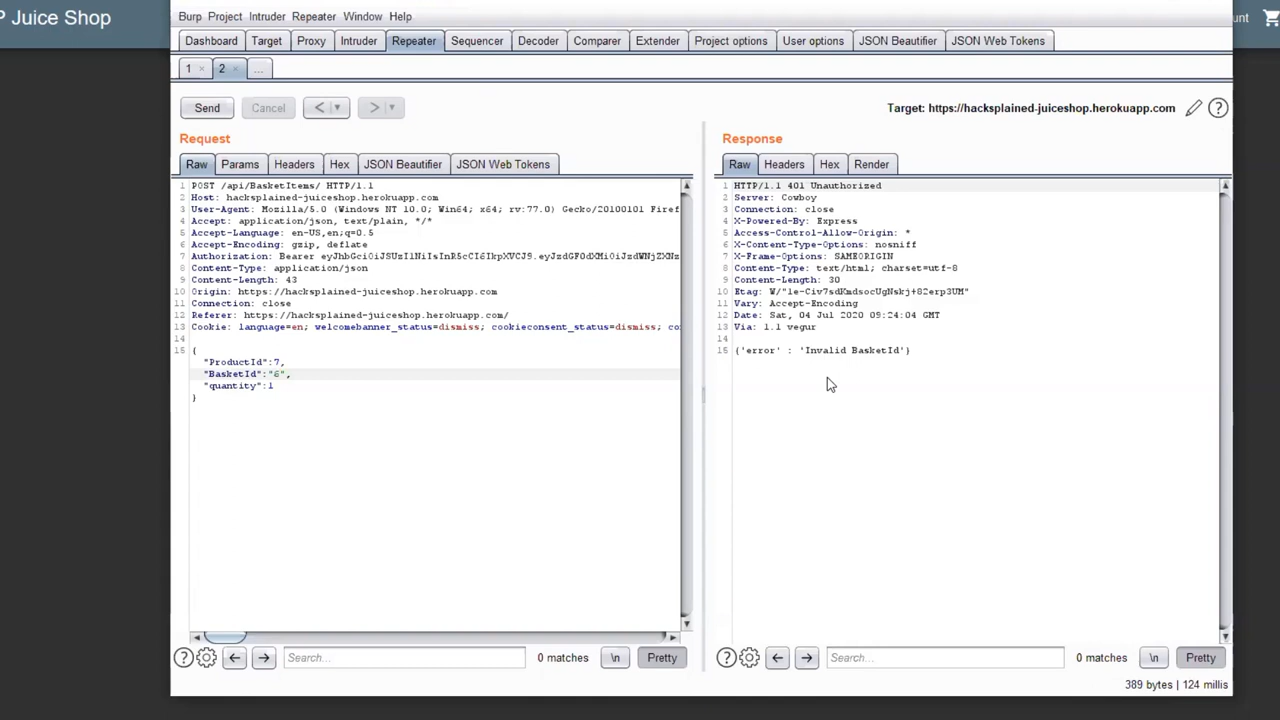 P Juice Shop
unt
Burp Project Intruder Repeater Window Help
Dashboard Target Proxy Intruder Repeater Sequencer Decoder Comparer Extender Project options User options JSON Beautifier JSON Web Tokens
1 × 2 × ...
Send Cancel < > Target: https://hacksplained-juiceshop.herokuapp.com ?
Request
Raw Params Headers Hex JSON Beautifier JSON Web Tokens
1 POST /api/BasketItems/ HTTP/1.1
2 Host: hacksplained-juiceshop.herokuapp.com
3 User-Agent: Mozilla/5.0 (Windows NT 10.0; Win64; x64; rv:77.0) Gecko/20100101 Firef
4 Accept: application/json, text/plain, */*
5 Accept-Language: en-US,en;q=0.5
6 Accept-Encoding: gzip, deflate
7 Authorization: Bearer
8 Content-Type: application/json
9 Content-Length: 43
10 Origin: https://hacksplained-juiceshop.herokuapp.com
11 Connection: close
12 Referer: https://hacksplained-juiceshop.herokuapp.com/
13 Cookie: language=en; welcomebanner_status=dismiss; cookieconsent_status=dismiss; co
14
15 {
"ProductId":7,
"BasketId":"6",
"quantity":1
}
? Search... 0 matches \n Pretty
Response
Raw Headers Hex Render
1 HTTP/1.1 401 Unauthorized
2 Server: Cowboy
3 Connection: close
4 X-Powered-By: Express
5 Access-Control-Allow-Origin: *
6 X-Content-Type-Options: nosniff
7 X-Frame-Options: SAMEORIGIN
8 Content-Type: text/html; charset=utf-8
9 Content-Length: 30
10 Etag:
11 Vary: Accept-Encoding
12 Date: Sat, 04 Jul 2020 09:24:04 GMT
13 Via: 1.1 vegur
14
15 {'error' : 'Invalid BasketId'}
? Search... 0 matches \n Pretty
389 bytes | 124 millis